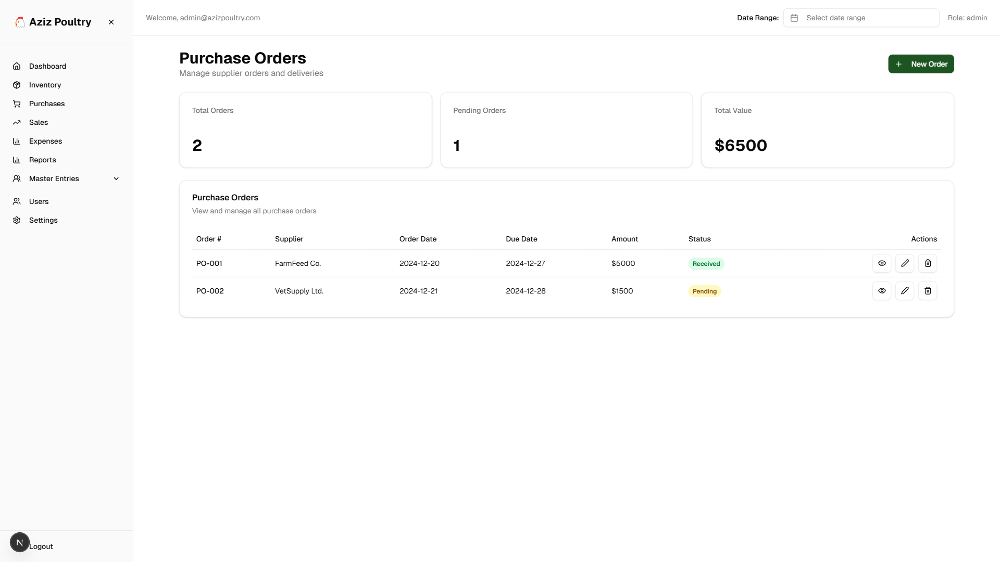 Aziz Poultry
Welcome, admin@azizpoultry.com
Date Range:
Select date range
Role: admin
Dashboard
Inventory
Purchases
Sales
Expenses
Reports
Master Entries
Users
Settings
N
Logout
Purchase Orders
Manage supplier orders and deliveries
New Order
Total Orders
2
Pending Orders
1
Total Value
$6500
Purchase Orders
View and manage all purchase orders
Order # Supplier Order Date Due Date Amount Status Actions
PO-001 FarmFeed Co. 2024-12-20 2024-12-27 $5000 Received
PO-002 VetSupply Ltd. 2024-12-21 2024-12-28 $1500 Pending